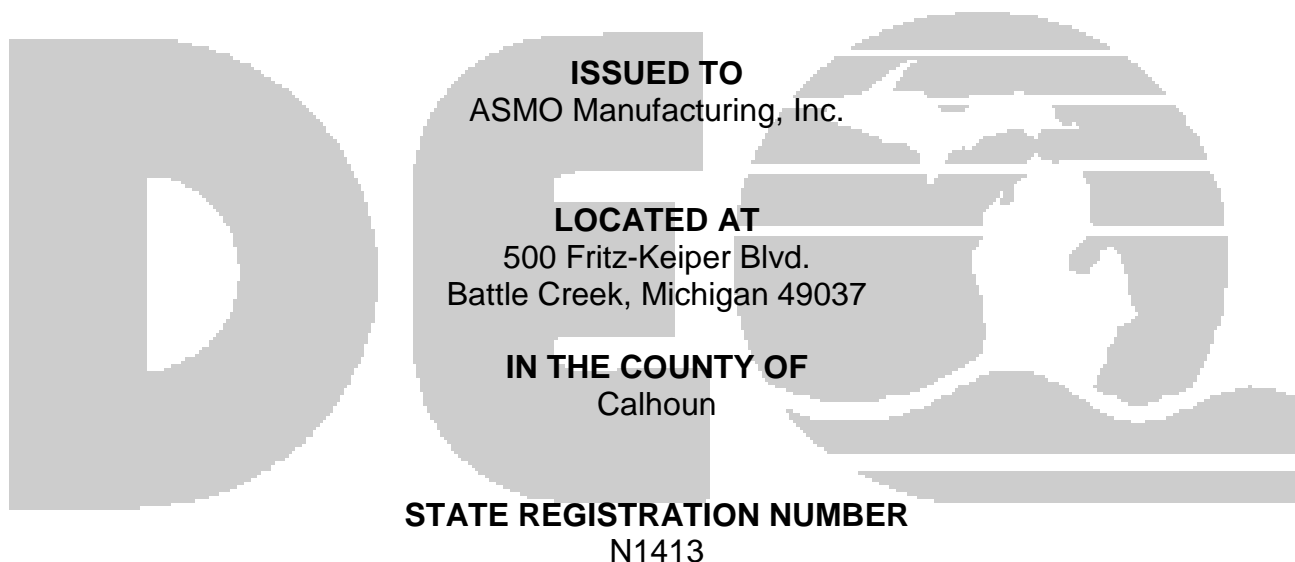 DEQ
ISSUED TO
ASMO Manufacturing, Inc.
LOCATED AT
500 Fritz-Keiper Blvd.
Battle Creek, Michigan 49037
IN THE COUNTY OF
Calhoun
STATE REGISTRATION NUMBER
N1413